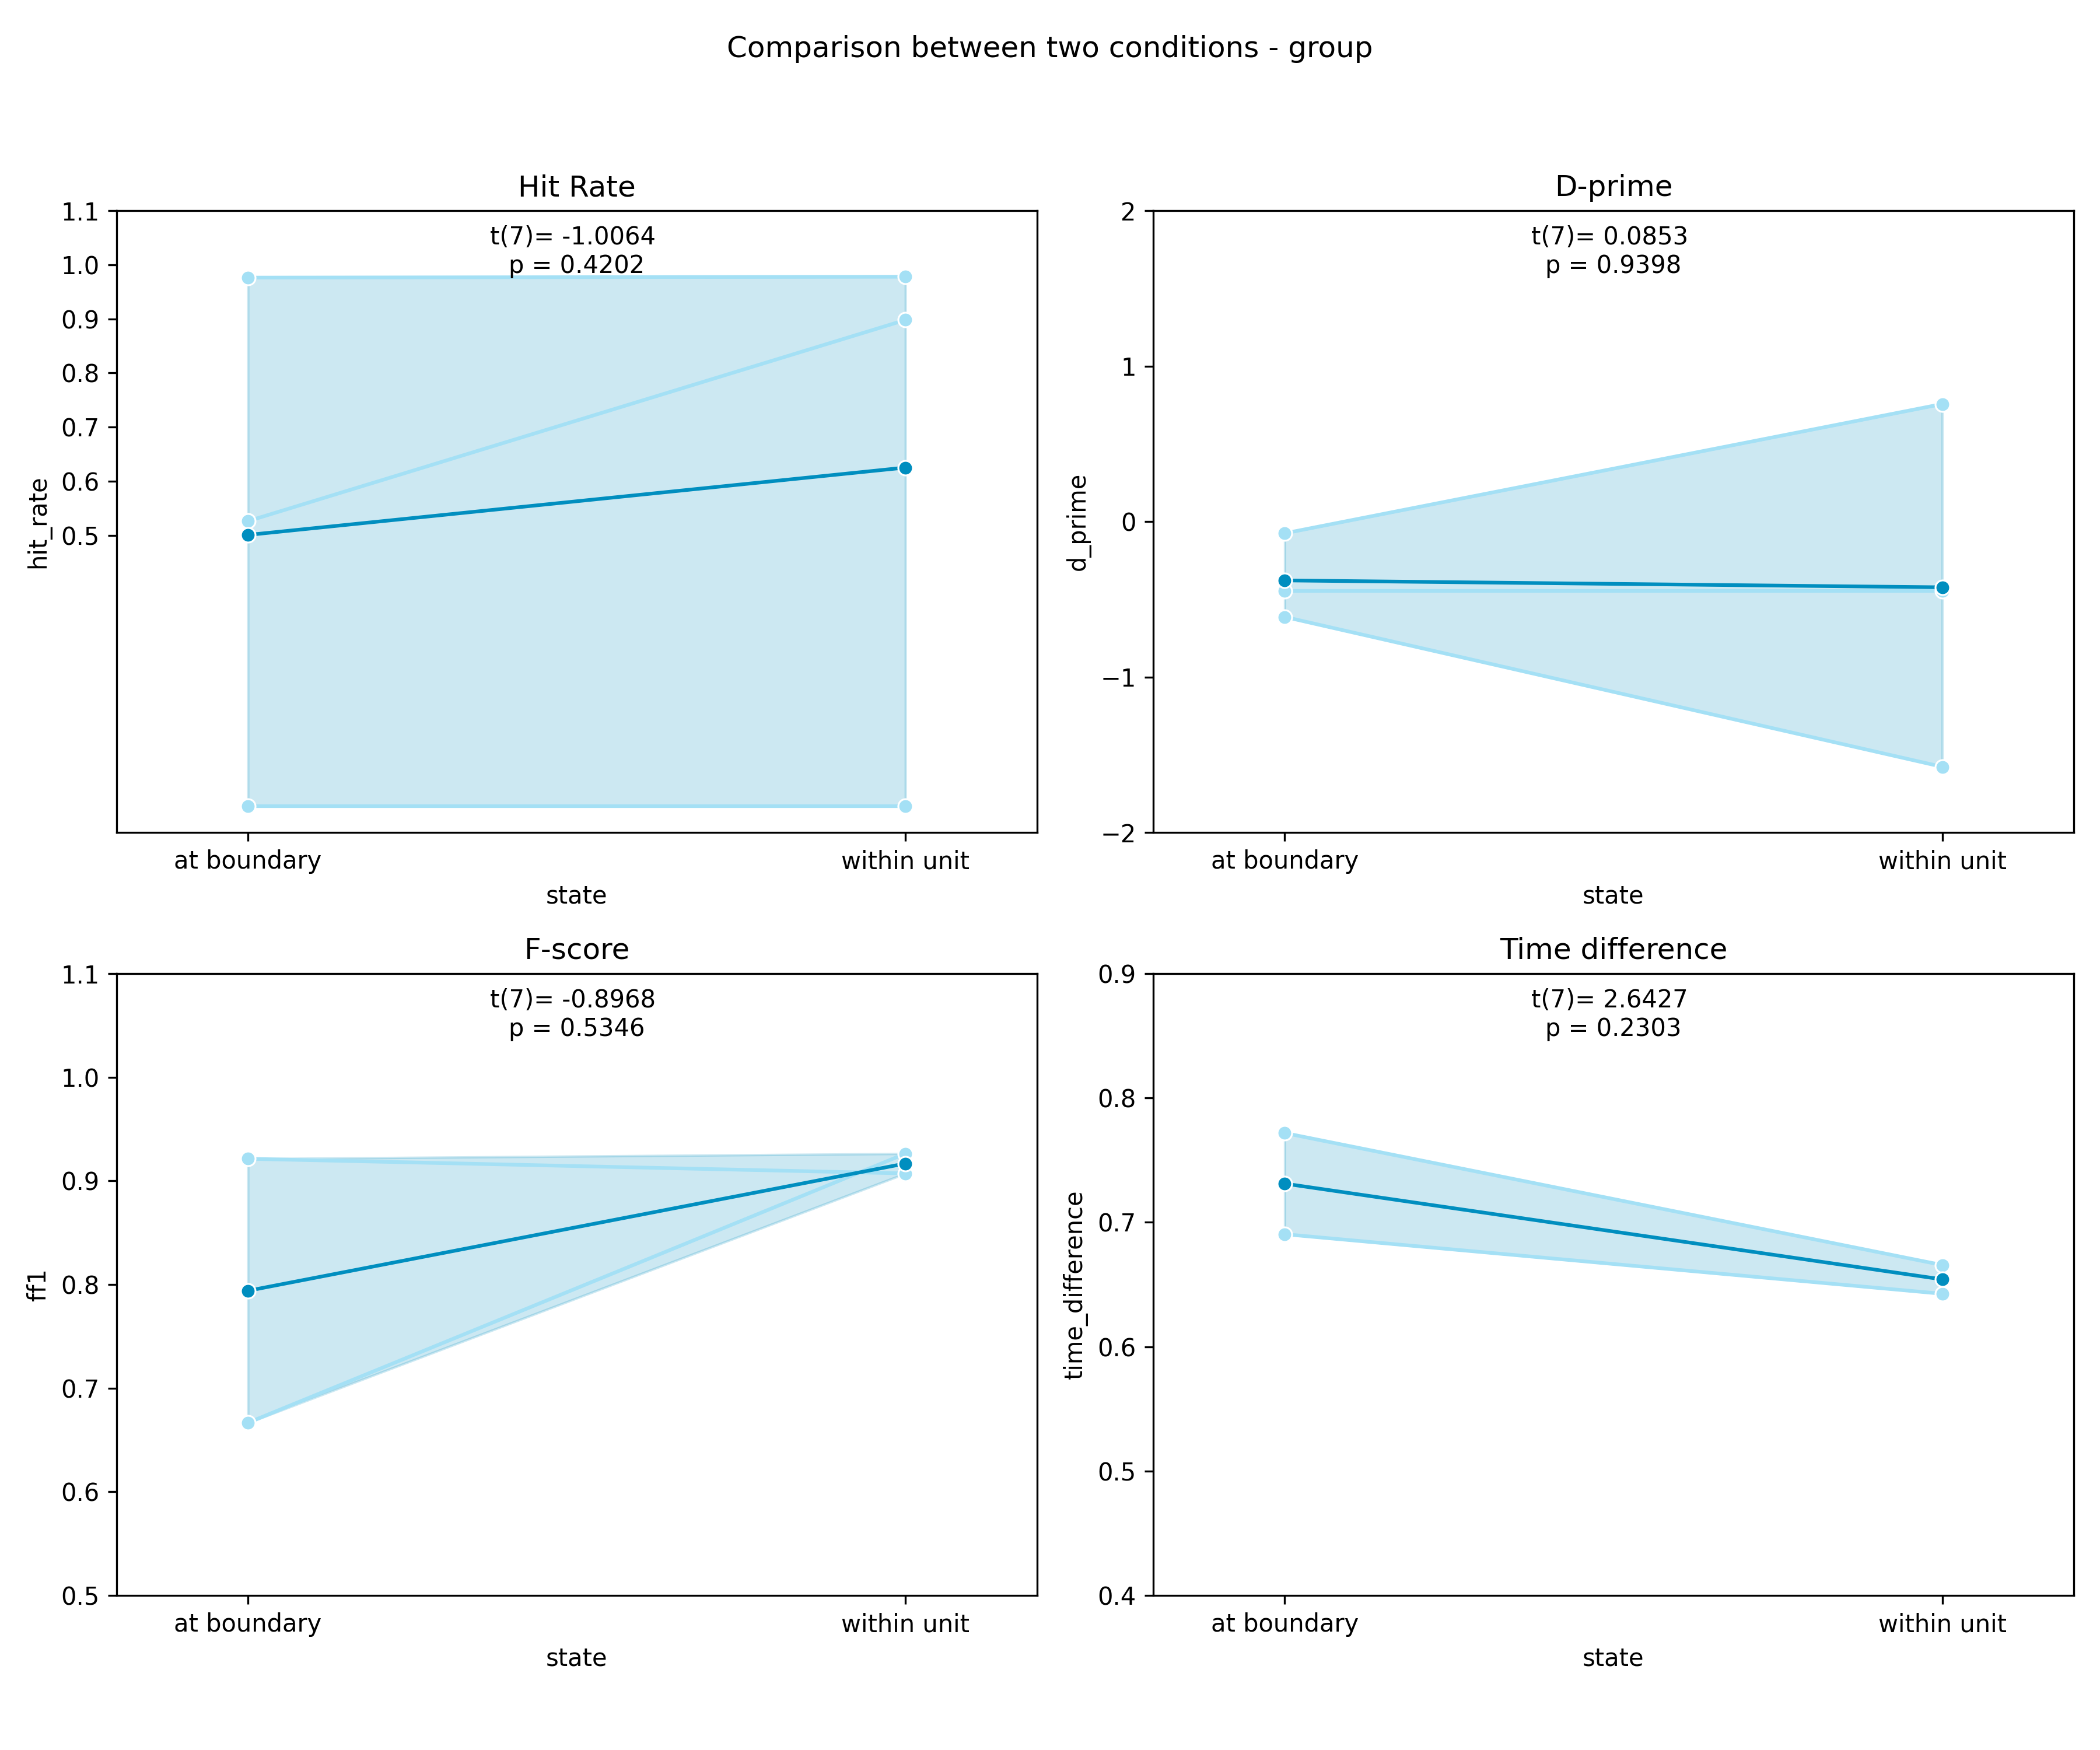 Comparison between two conditions - group
Hit Rate
t(7)= -1.0064
p = 0.4202
1.1
1.0
0.9
0.8
0.7
0.6
0.5
hit_rate
at boundary
within unit
state
D-prime
t(7)= 0.0853
p = 0.9398
2
1
0
−1
−2
d_prime
at boundary
within unit
state
F-score
t(7)= -0.8968
p = 0.5346
1.1
1.0
0.9
0.8
0.7
0.6
0.5
ff1
at boundary
within unit
state
Time difference
t(7)= 2.6427
p = 0.2303
0.9
0.8
0.7
0.6
0.5
0.4
time_difference
at boundary
within unit
state